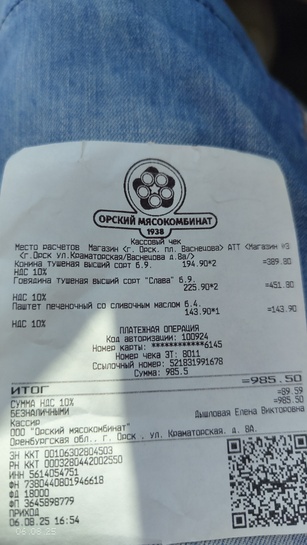 ОРСКИЙ МЯСОКОМБИНАТ
1938
Кассовый чек
Место расчетов Магазин <г. Орск. пл. Васнецова> АТТ <Магазин №3
<г.Орск ул.Краматорская/Васнецова д.8а/>
Конина тушеная высший сорт 6.9. 194.90*2 =389.80
НДС 10%
Говядина тушеная высший сорт "Слава" 6.9.
225.90*2 =451.80
НДС 10%
Паштет печеночный со сливочным маслом 6.4.
143.90*1 =143.90
НДС 10%
ПЛАТЕЖНАЯ ОПЕРАЦИЯ
Код авторизации: 100924
Номер карты: ************6145
Номер чека ЭТ: 8011
Ссылочный номер: 521831991678
Сумма: 985.5
ИТОГ =985.50
СУММА НДС 10% =89.59
БЕЗНАЛИЧНЫМИ =985.50
Кассир Дышловая Елена Викторовна
ООО "Орский мясокомбинат"
Оренбургская обл., г. Орск , ул. Краматорская, д. 8А.
ЗН ККТ 00106302804503
РН ККТ 0003280442002550
ИНН 5614054751
ФН 7380440801946618
ФД 18000
ФП 3645898779
ПРИХОД
06.08.25 16:54